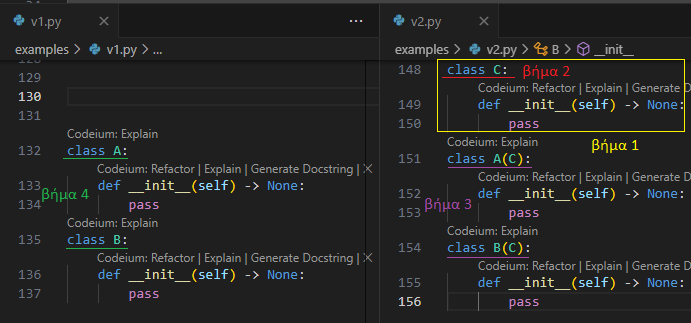 v1.py
examples > v1.py > ...
129
130
131
Codeium: Explain
132 class A:
Codeium: Refactor | Explain | Generate Docstring | X
133 def __init__(self) -> None:
βήμα 4
134 pass
Codeium: Explain
135 class B:
Codeium: Refactor | Explain | Generate Docstring | X
136 def __init__(self) -> None:
137 pass
v2.py X
examples > v2.py > B > __init__
148 class C: βήμα 2
Codeium: Refactor | Explain | Generate Do
149 def __init__(self) -> None:
150 pass
βήμα 1
Codeium: Explain
151 class A(C):
Codeium: Refactor | Explain | Generate Do
152 def __init__(self) -> None:
βήμα 3
153 pass
Codeium: Explain
154 class B(C):
Codeium: Refactor | Explain | Generate Do
155 def __init__(self) -> None:
156 pass